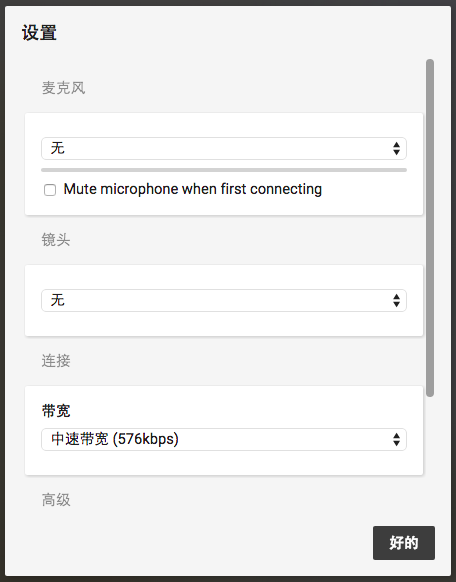 设置
麦克风
无
Mute microphone when first connecting
镜头
无
连接
带宽
中速带宽 (576kbps)
高级
好的